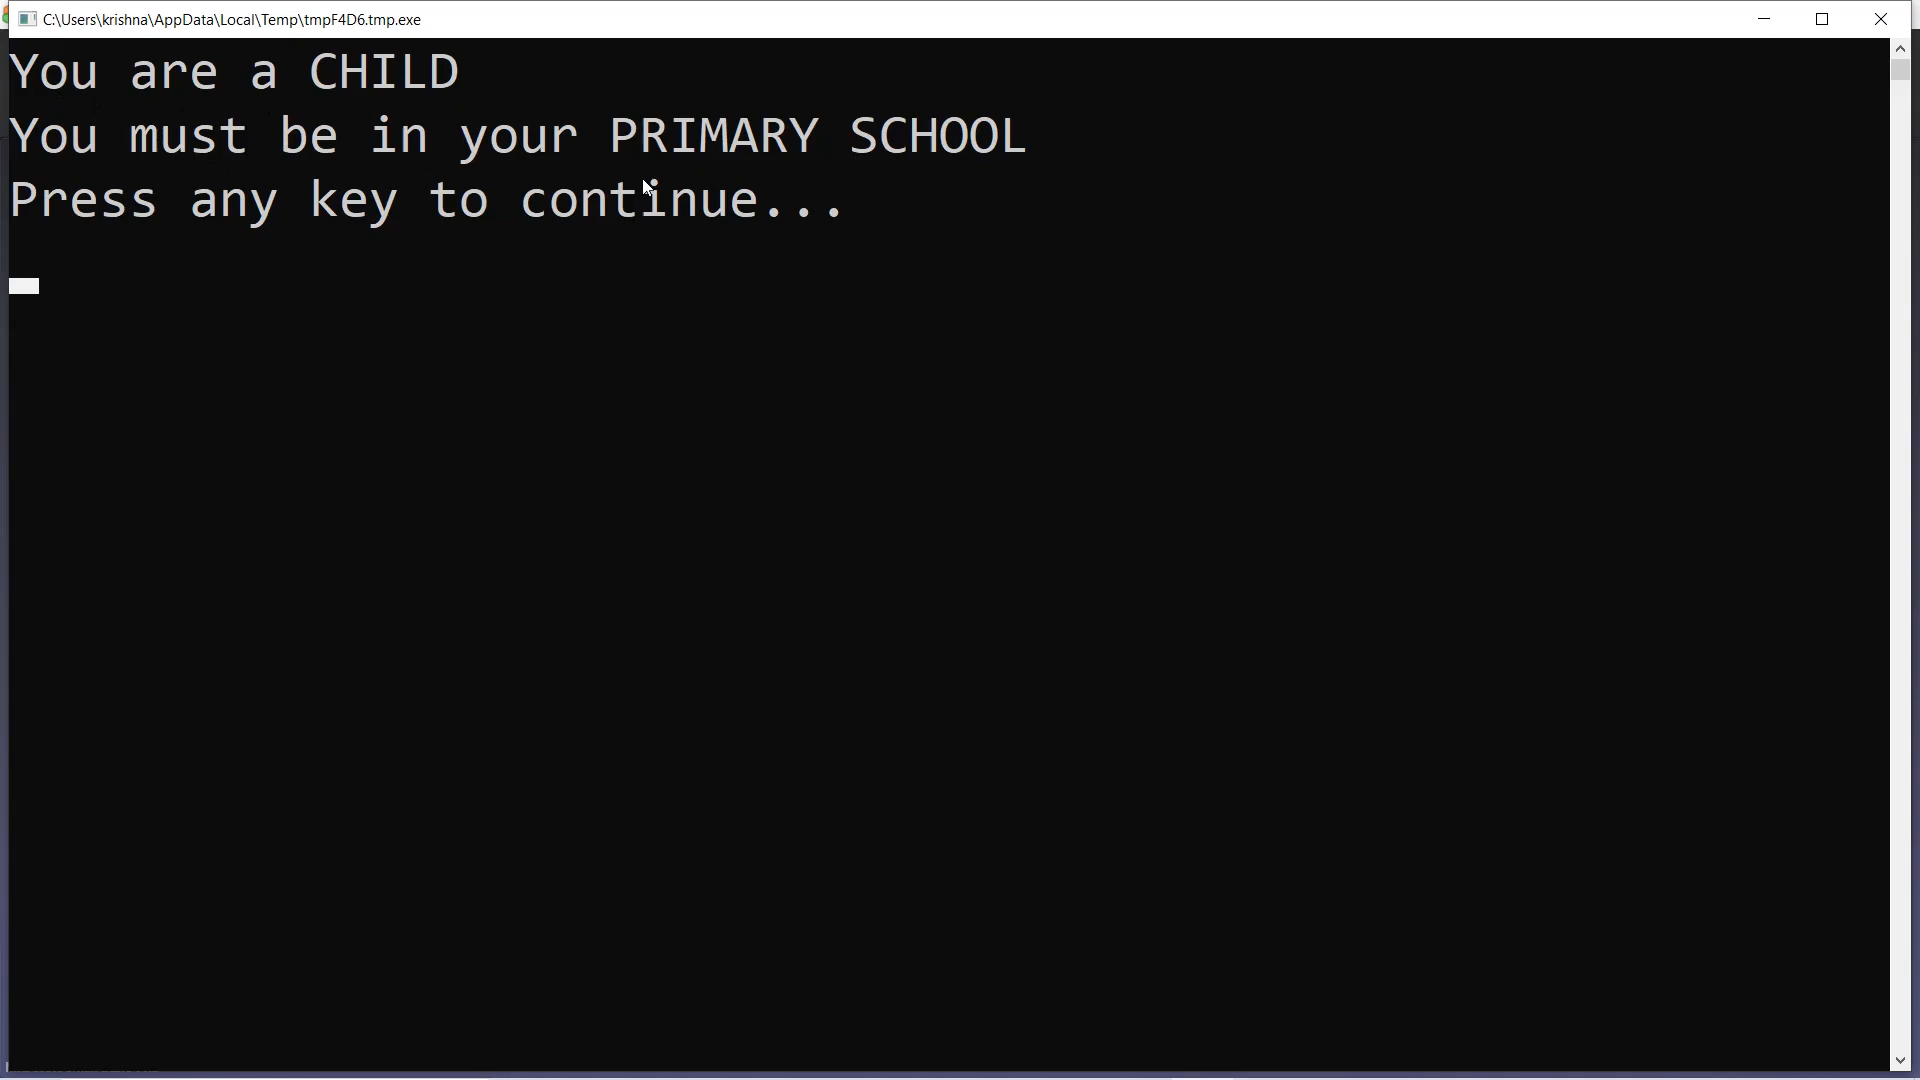 C:\Users\krishna\AppData\Local\Temp\tmpF4D6.tmp.exe
You are a CHILD
You must be in your PRIMARY SCHOOL
Press any key to continue...